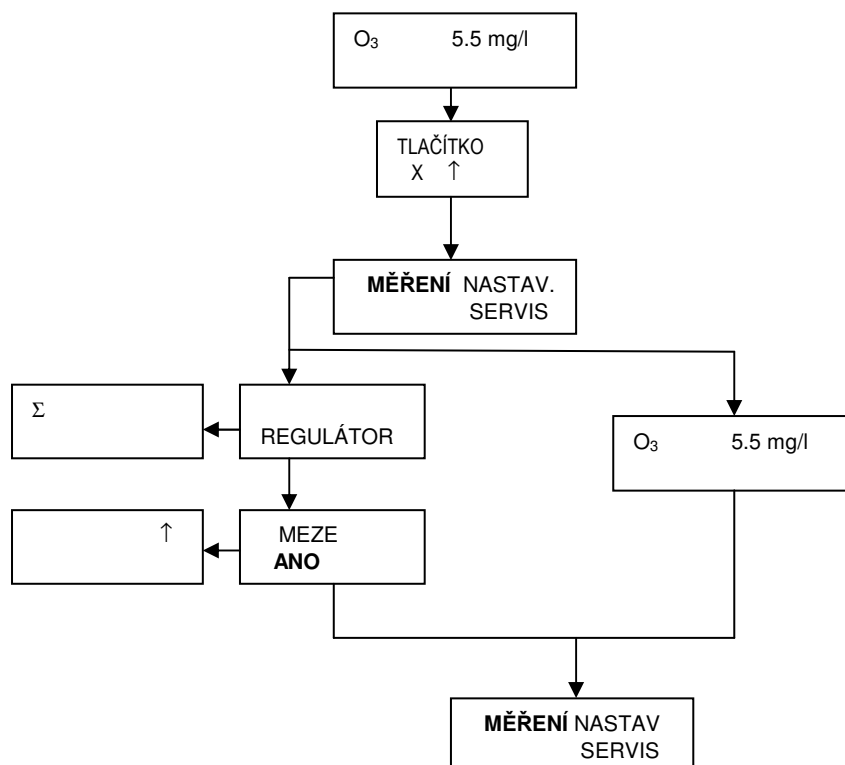 O₃ 5.5 mg/l
TLAČÍTKO
X ↑
MĚŘENÍ NASTAV.
SERVIS
Σ
REGULÁTOR
O₃ 5.5 mg/l
↑
MEZE
ANO
MĚŘENÍ NASTAV
SERVIS